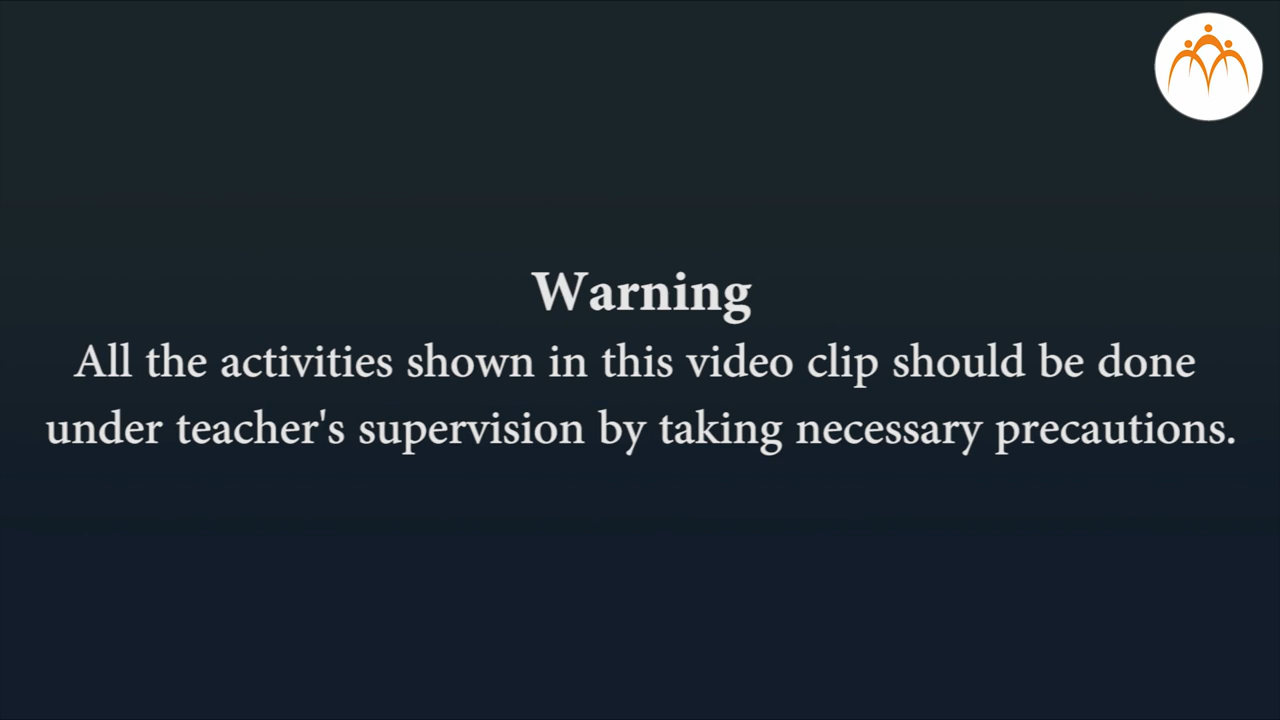 Warning
All the activities shown in this video clip should be done
under teacher's supervision by taking necessary precautions.